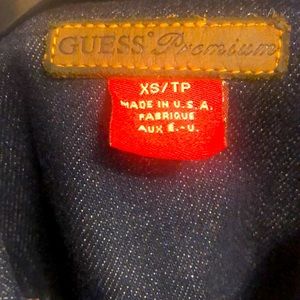 GUESS® Premium
XS/TP
MADE IN U.S.A.
FABRIQUE
AUX É.-U.